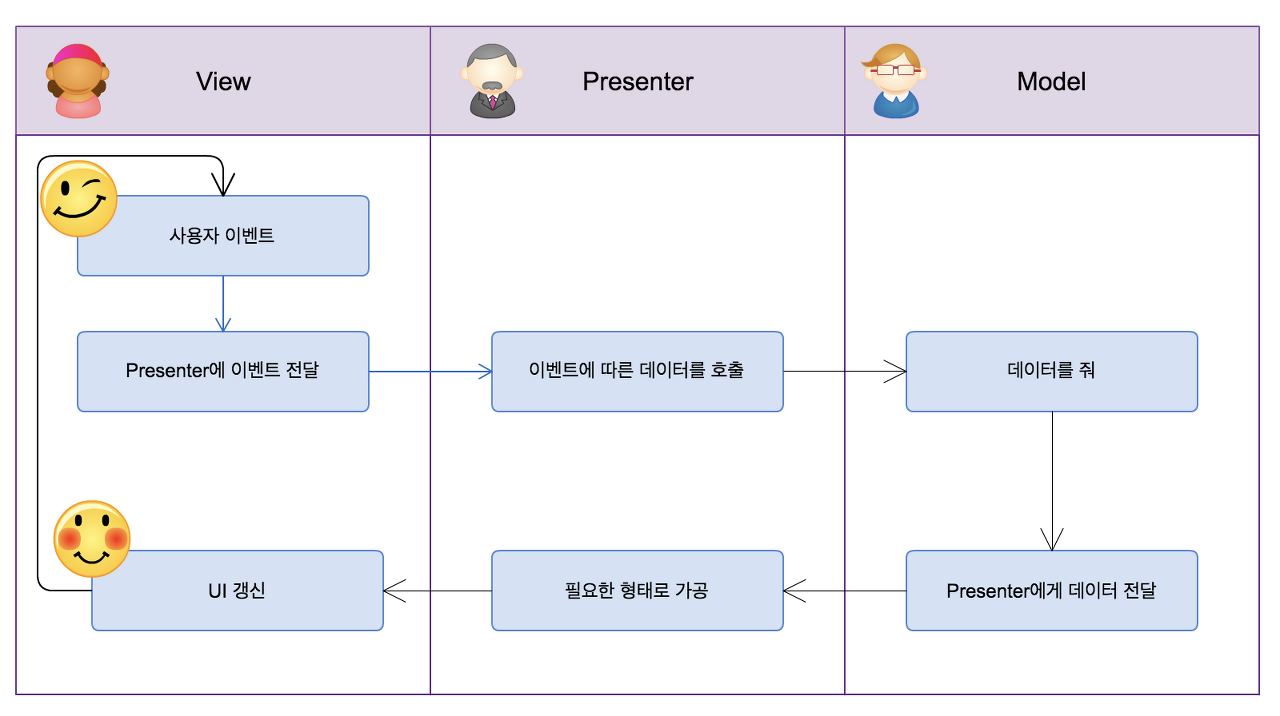 View
Presenter
Model
사용자 이벤트
Presenter에 이벤트 전달
이벤트에 따른 데이터를 호출
데이터를 줘
UI 갱신
필요한 형태로 가공
Presenter에게 데이터 전달